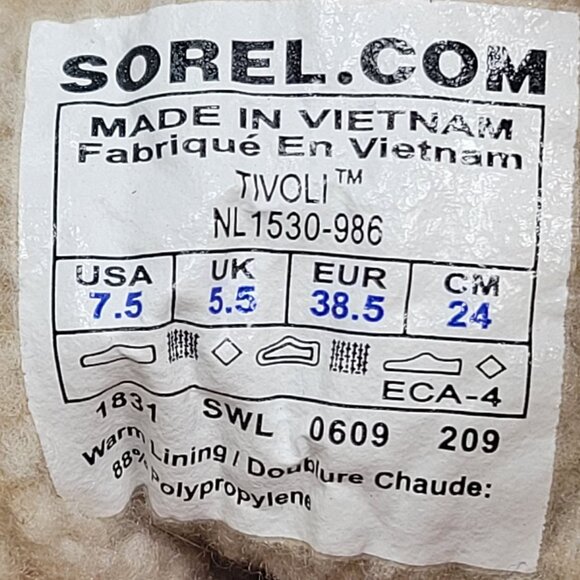 SOREL.COM
MADE IN VIETNAM
Fabriqué En Vietnam
TIVOLI™
NL1530-986
USA UK EUR CM
7.5 5.5 38.5 24
ECA-4
1831 SWL 0609 209
Warm Lining / Doublure Chaude:
88% Polypropylene